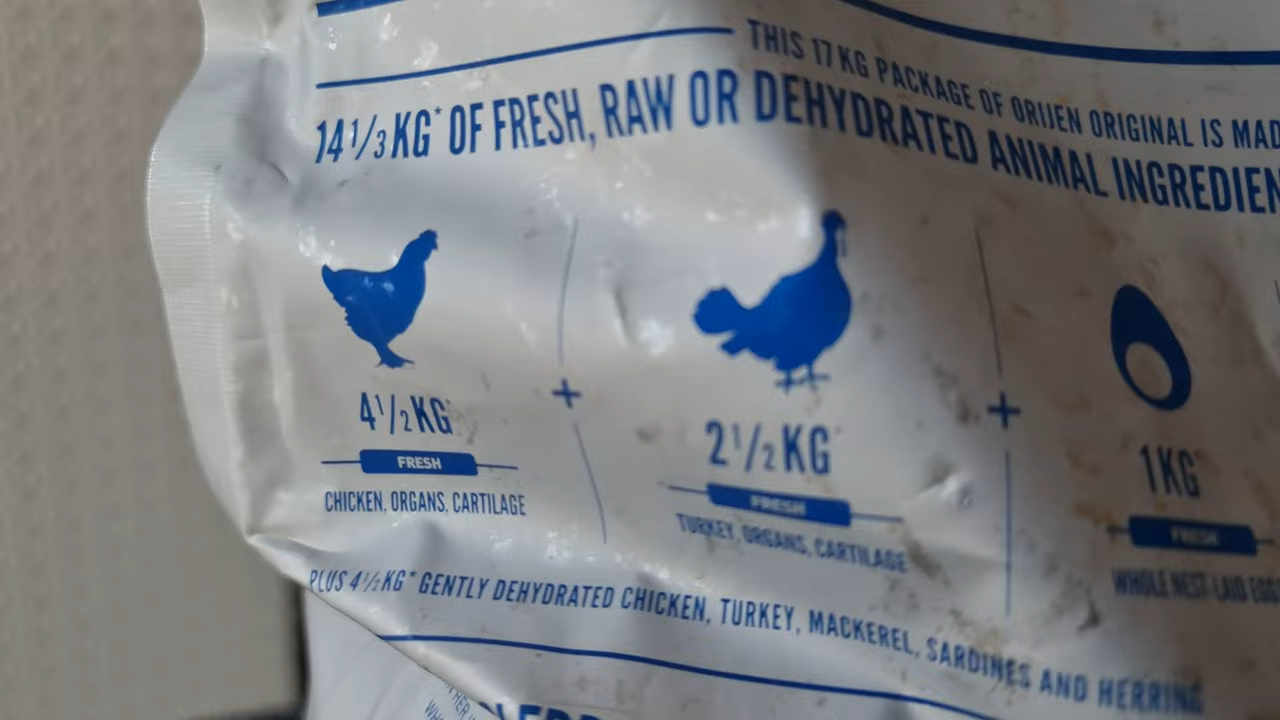 THIS 17 KG PACKAGE OF ORIJEN ORIGINAL IS MAD
14 1/3 KG* OF FRESH, RAW OR DEHYDRATED ANIMAL INGREDIEN
4 1/2 KG*
FRESH
CHICKEN, ORGANS, CARTILAGE
+
2 1/2 KG*
FRESH
TURKEY, ORGANS, CARTILAGE
+
1 KG*
FRESH
WHOLE NEST-LAID EGG
PLUS 4 1/2 KG* GENTLY DEHYDRATED CHICKEN, TURKEY, MACKEREL, SARDINES AND HERRING